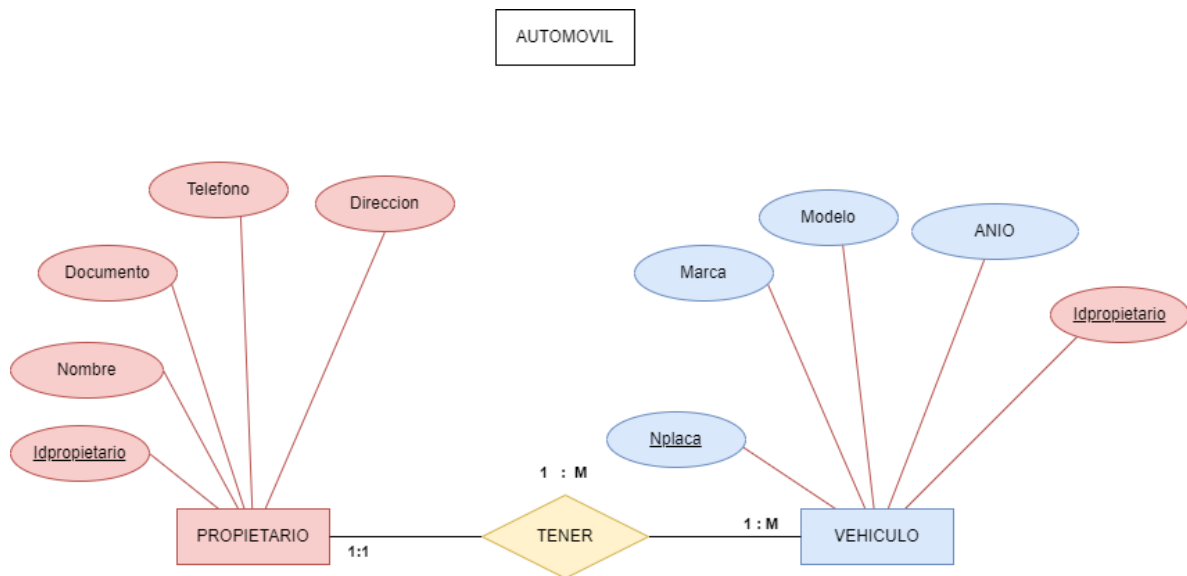 AUTOMOVIL
Telefono
Direccion
Documento
Nombre
Idpropietario
Modelo
ANIO
Marca
Idpropietario
Nplaca
1 : M
PROPIETARIO
1:1
TENER
1 : M
VEHICULO